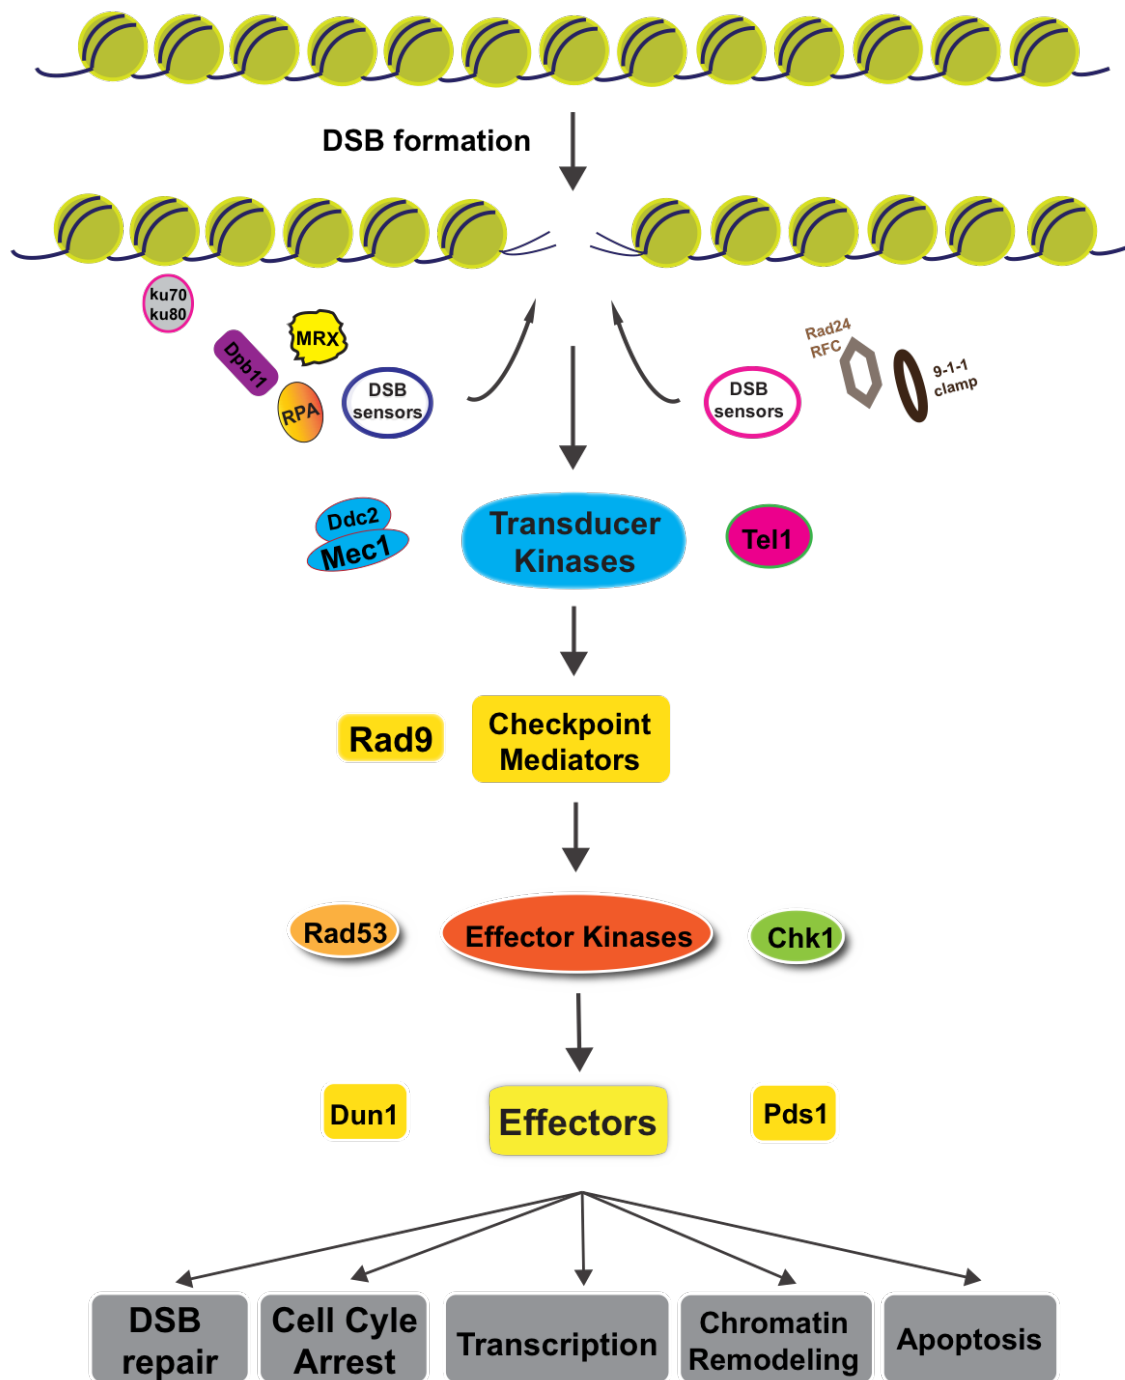 DSB formation
ku70
ku80
MRX
Dpb11
RPA
DSB
sensors
DSB
sensors
Rad24
RFC
9-1-1
clamp
Ddc2
Mec1
Transducer
Kinases
Tel1
Rad9
Checkpoint
Mediators
Rad53
Effector Kinases
Chk1
Dun1
Effectors
Pds1
DSB
repair
Cell Cyle
Arrest
Transcription
Chromatin
Remodeling
Apoptosis